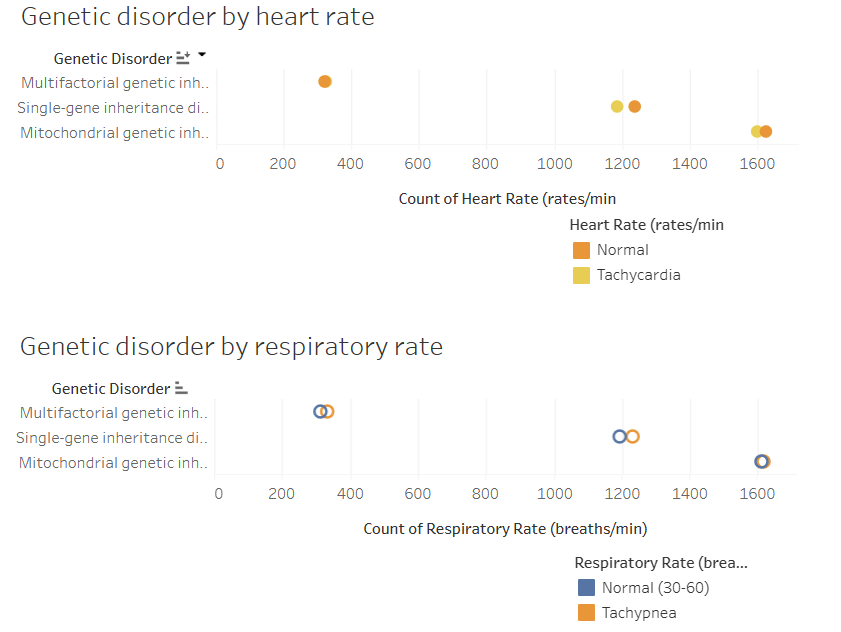 Genetic disorder by heart rate
Genetic Disorder
Multifactorial genetic inh..
Single-gene inheritance di..
Mitochondrial genetic inh..
0 200 400 600 800 1000 1200 1400 1600
Count of Heart Rate (rates/min
Heart Rate (rates/min
Normal
Tachycardia
Genetic disorder by respiratory rate
Genetic Disorder
Multifactorial genetic inh..
Single-gene inheritance di..
Mitochondrial genetic inh..
0 200 400 600 800 1000 1200 1400 1600
Count of Respiratory Rate (breaths/min)
Respiratory Rate (brea...
Normal (30-60)
Tachypnea